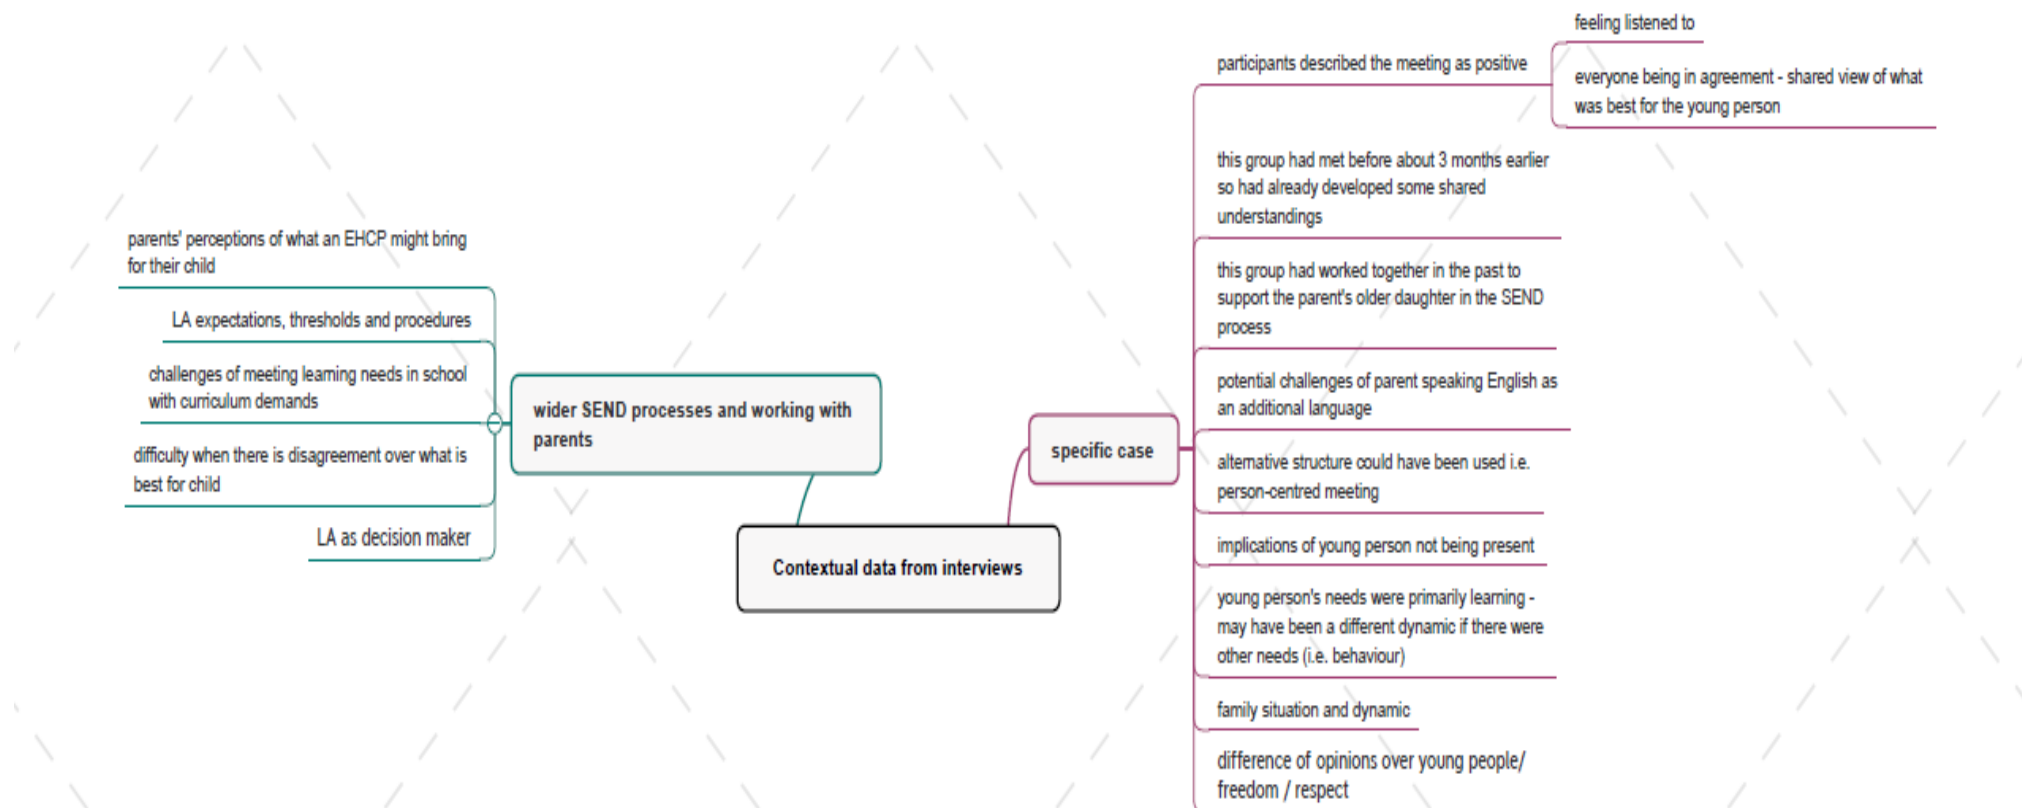 parents' perceptions of what an EHCP might bring
for their child
LA expectations, thresholds and procedures
challenges of meeting learning needs in school
with curriculum demands
difficulty when there is disagreement over what is
best for child
LA as decision maker
wider SEND processes and working with
parents
Contextual data from interviews
specific case
participants described the meeting as positive
feeling listened to
everyone being in agreement - shared view of what
was best for the young person
this group had met before about 3 months earlier
so had already developed some shared
understandings
this group had worked together in the past to
support the parent's older daughter in the SEND
process
potential challenges of parent speaking English as
an additional language
alternative structure could have been used i.e.
person-centred meeting
implications of young person not being present
young person's needs were primarily learning -
may have been a different dynamic if there were
other needs (i.e. behaviour)
family situation and dynamic
difference of opinions over young people/
freedom / respect